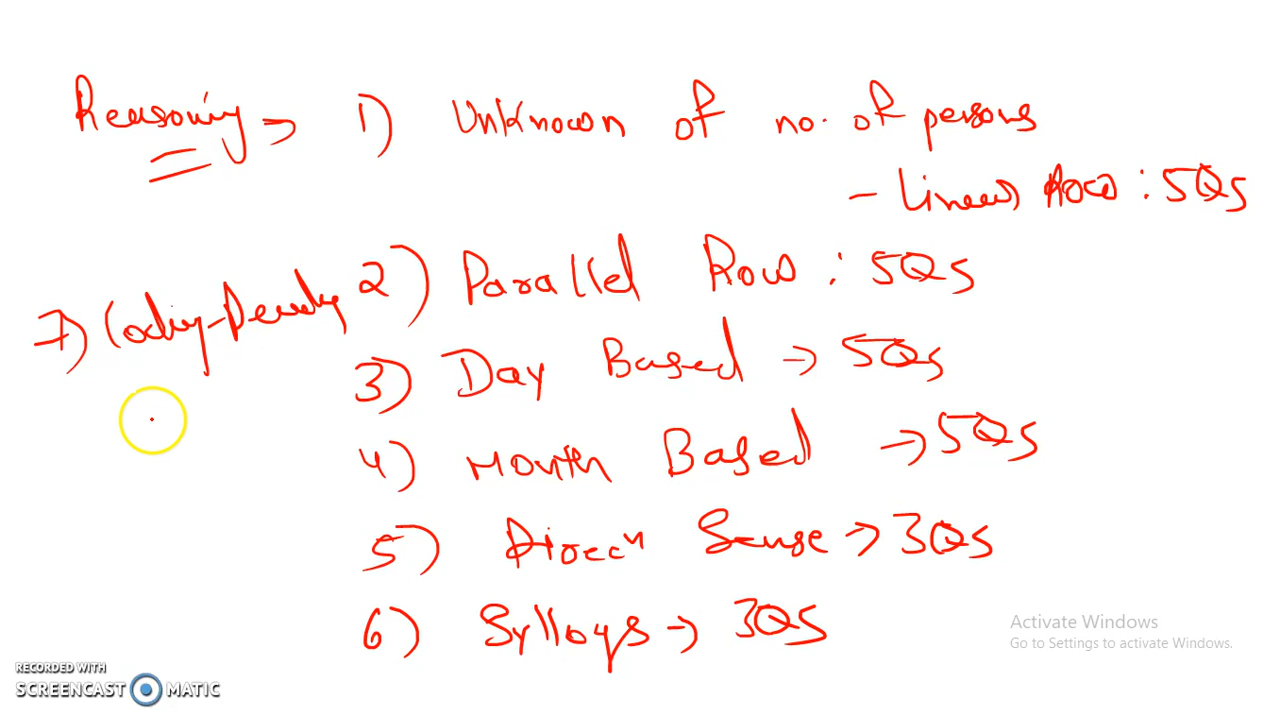 Reasoning → 1) Unknown of no. of persons
- Linear Row : 5Qs
2) Parallel Row : 5Qs
3) Day Based → 5Qs
4) Month Based → 5Qs
5) Direcⁿ Sense → 3Qs
6) Syllogs → 3Qs
7) Coding-
Activate Windows
Go to Settings to activate Windows.
RECORDED WITH
SCREENCAST MATIC